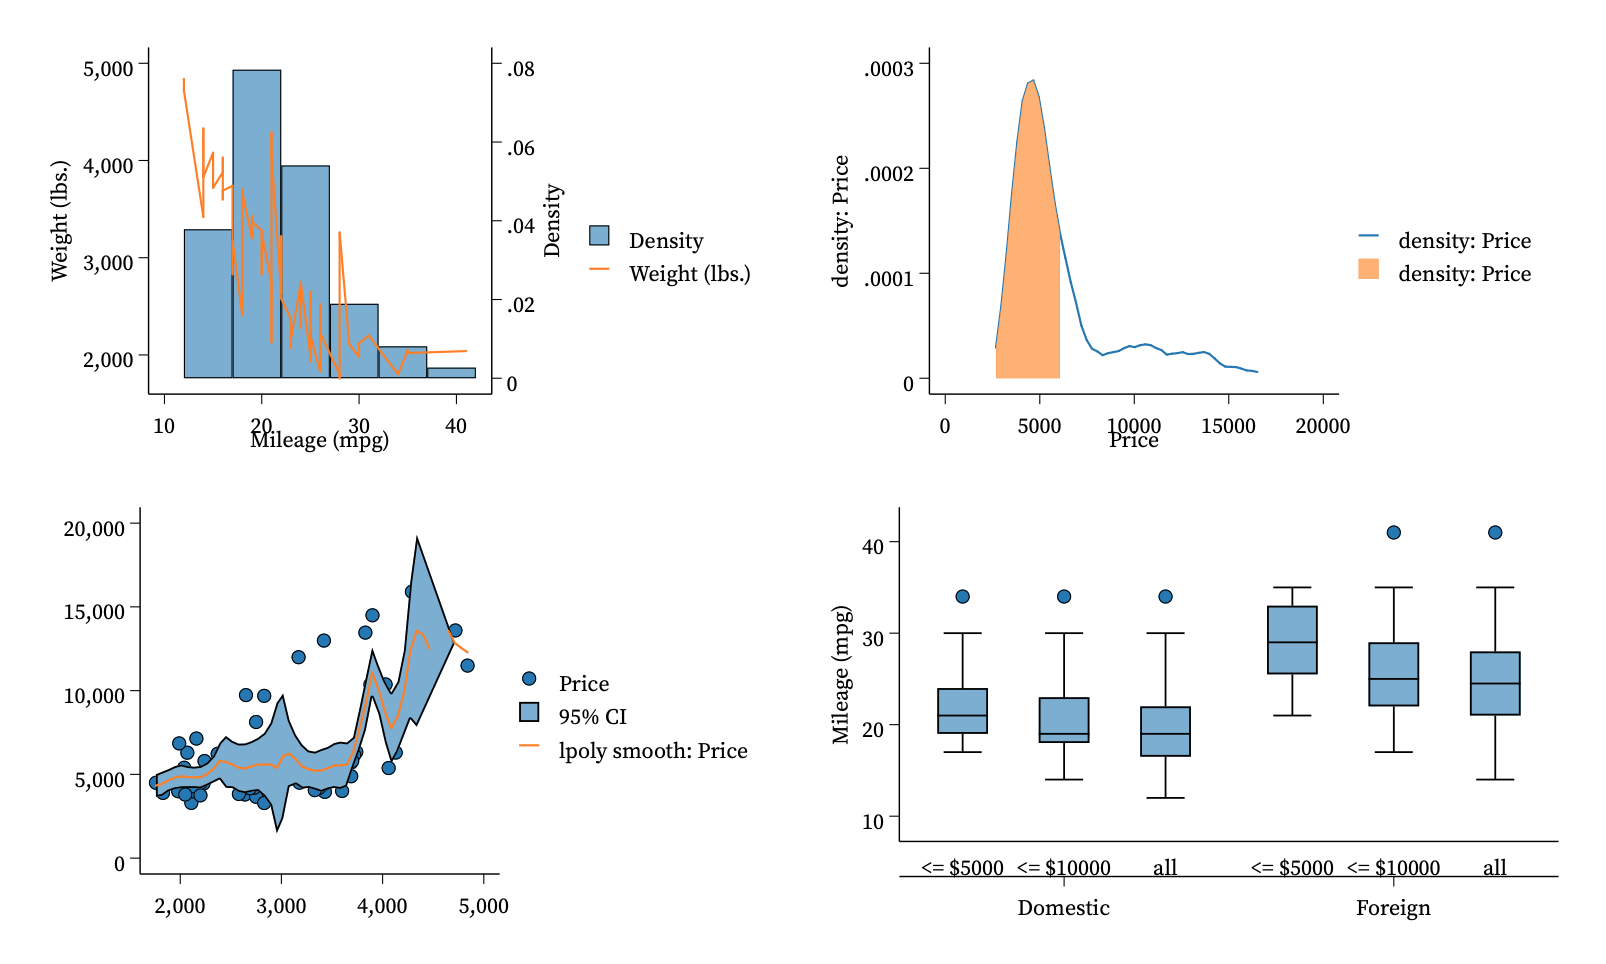 5,000
4,000
3,000
2,000
Weight (lbs.)
.08
.06
.04
.02
0
Density
10 20 30 40
Mileage (mpg)
Density
Weight (lbs.)
.0003
.0002
.0001
0
density: Price
0 5000 10000 15000 20000
Price
density: Price
density: Price
20,000
15,000
10,000
5,000
0
2,000 3,000 4,000 5,000
Price
95% CI
lpoly smooth: Price
40
30
20
10
Mileage (mpg)
<= $5000 <= $10000 all <= $5000 <= $10000 all
Domestic Foreign